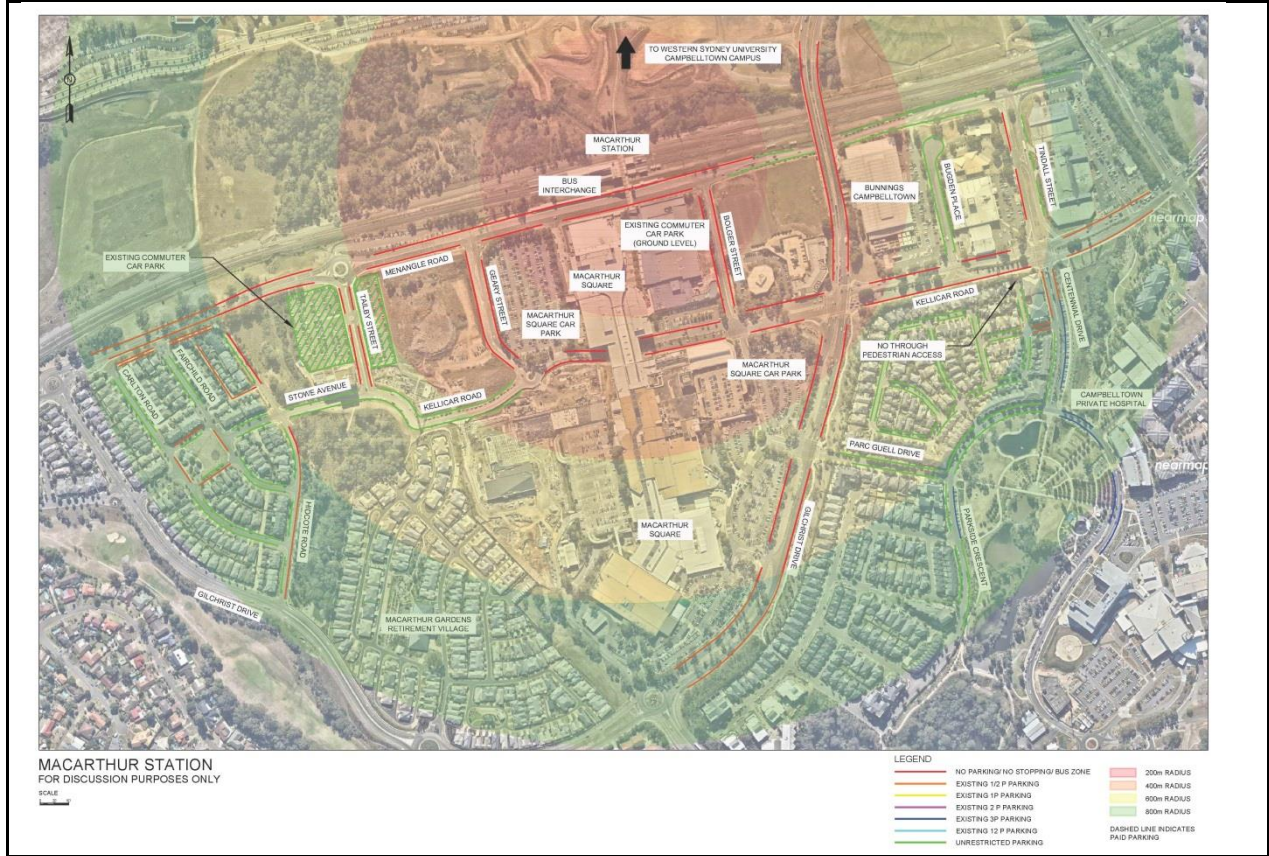 TO WESTERN SYDNEY UNIVERSITY
CAMPBELLTOWN CAMPUS
MACARTHUR
STATION
BUS
INTERCHANGE
BUNNINGS
CAMPBELLTOWN
BUGDEN PLACE
TINDALL STREET
nearmap
EXISTING COMMUTER
CAR PARK
(GROUND LEVEL)
BOLGER STREET
EXISTING COMMUTER
CAR PARK
MENANGLE ROAD
GEARY STREET
MACARTHUR
SQUARE
TAILBY STREET
MACARTHUR
SQUARE CAR
PARK
KELLICAR ROAD
CENTENNIAL DRIVE
NO THROUGH
PEDESTRIAN ACCESS
FAIRCHILD ROAD
CARLTON ROAD
STOWE AVENUE
KELLICAR ROAD
MACARTHUR
SQUARE CAR PARK
CAMPBELLTOWN
PRIVATE HOSPITAL
PARC GUELL DRIVE
nearmap
HOCOTE ROAD
MACARTHUR
SQUARE
GILCHRIST DRIVE
PARKSIDE CRESCENT
GILCHRIST DRIVE
MACARTHUR GARDENS
RETIREMENT VILLAGE
MACARTHUR STATION
FOR DISCUSSION PURPOSES ONLY
SCALE
LEGEND
NO PARKING/ NO STOPPING/ BUS ZONE
EXISTING 1/2 P PARKING
EXISTING 1P PARKING
EXISTING 2 P PARKING
EXISTING 3P PARKING
EXISTING 12 P PARKING
UNRESTRICTED PARKING
200m RADIUS
400m RADIUS
600m RADIUS
800m RADIUS
DASHED LINE INDICATES
PAID PARKING